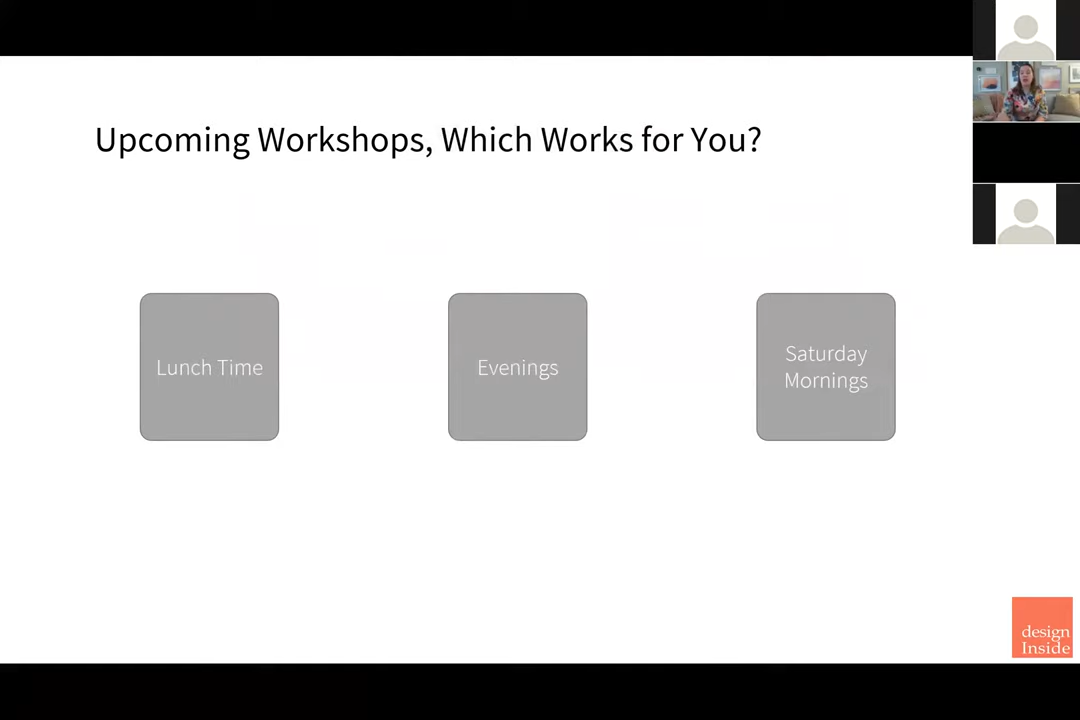 Upcoming Workshops, Which Works for You?
Lunch Time
Evenings
Saturday
Mornings
design
Inside